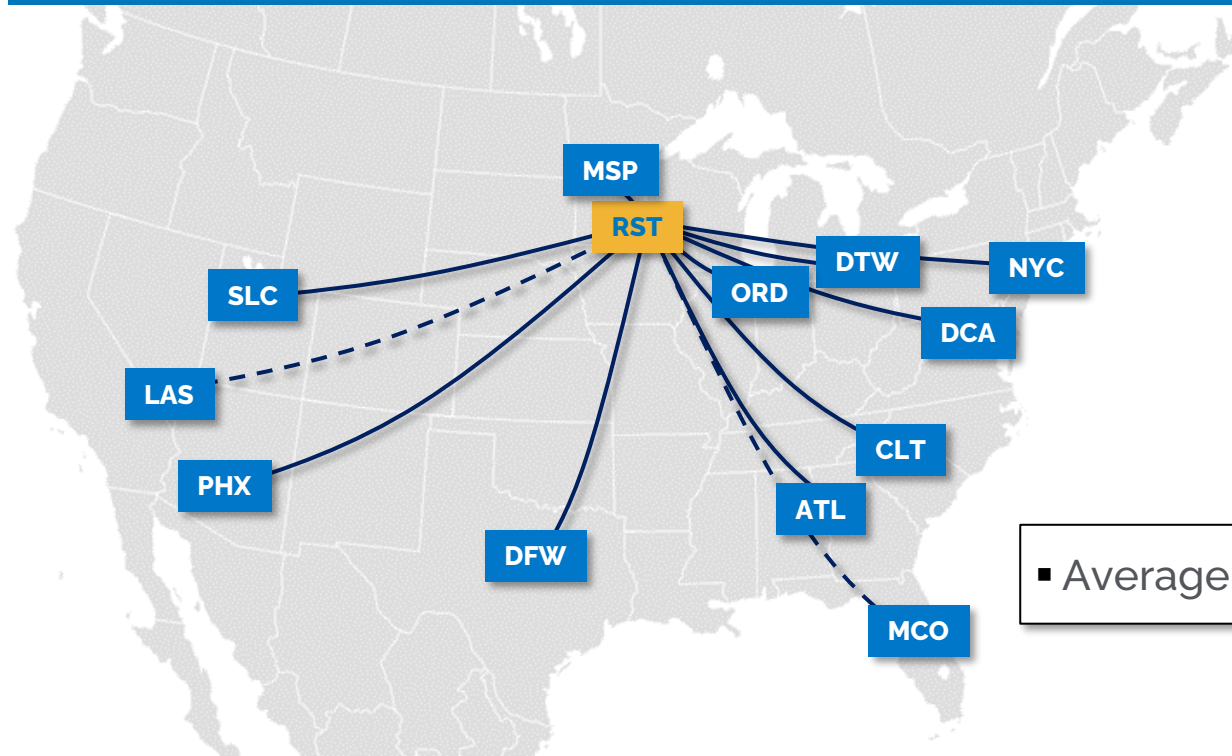 MSP
RST
DTW
NYC
SLC
ORD
DCA
LAS
CLT
PHX
ATL
DFW
▪ Average
MCO